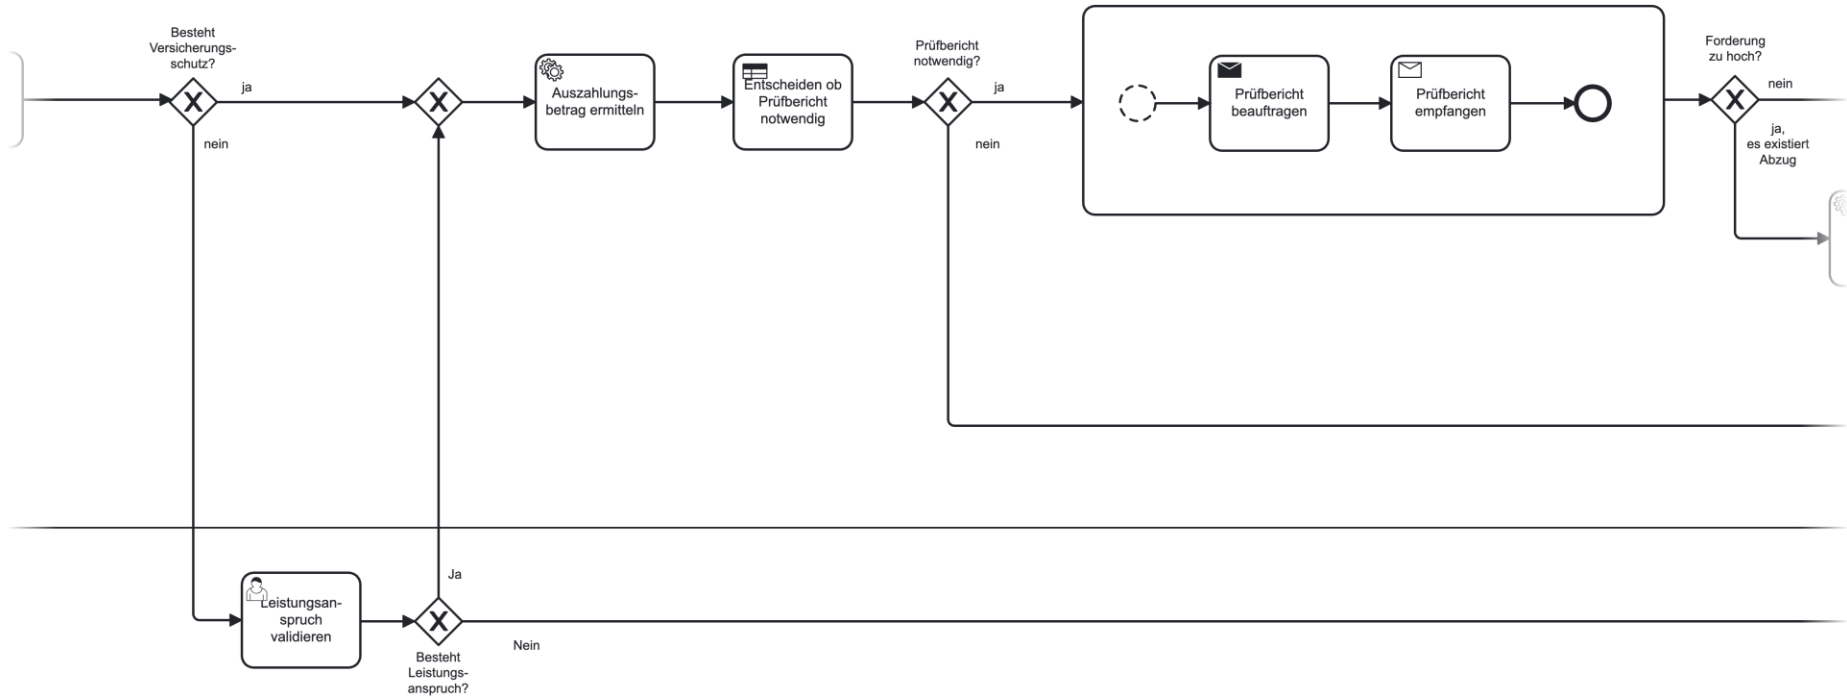 Besteht
Versicherungs-
schutz?
ja
nein
Auszahlungs-
betrag ermitteln
Entscheiden ob
Prüfbericht
notwendig
Prüfbericht
notwendig?
ja
nein
Prüfbericht
beauftragen
Prüfbericht
empfangen
Forderung
zu hoch?
nein
ja,
es existiert
Abzug
Leistungsan-
spruch
validieren
Ja
Besteht
Leistungs-
anspruch?
Nein